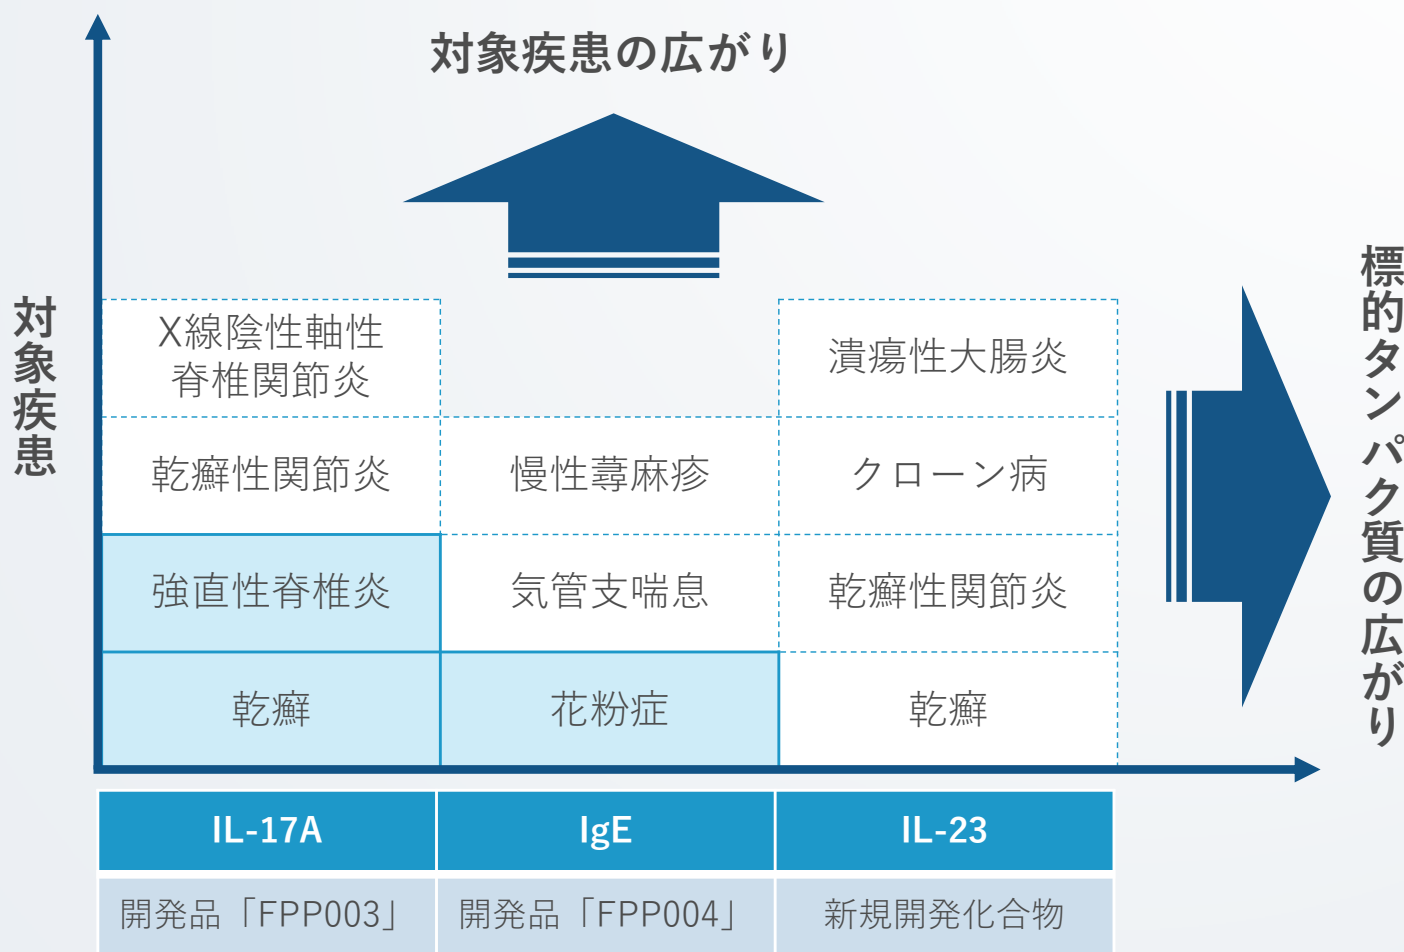 対象疾患の広がり
対象疾患
標的タンパク質の広がり
X線陰性軸性
脊椎関節炎
潰瘍性大腸炎
乾癬性関節炎
慢性蕁麻疹
クローン病
強直性脊椎炎
気管支喘息
乾癬性関節炎
乾癬
花粉症
乾癬
IL-17A
IgE
IL-23
開発品「FPP003」
開発品「FPP004」
新規開発化合物